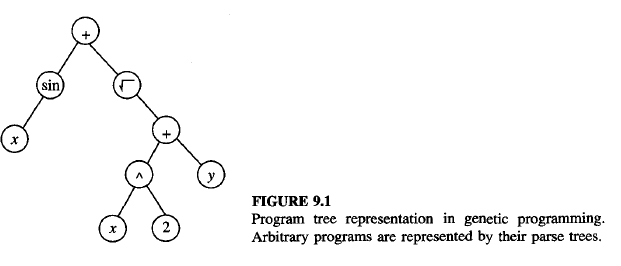 +
sin √
x +
^ y
x 2
FIGURE 9.1
Program tree representation in genetic programming.
Arbitrary programs are represented by their parse trees.